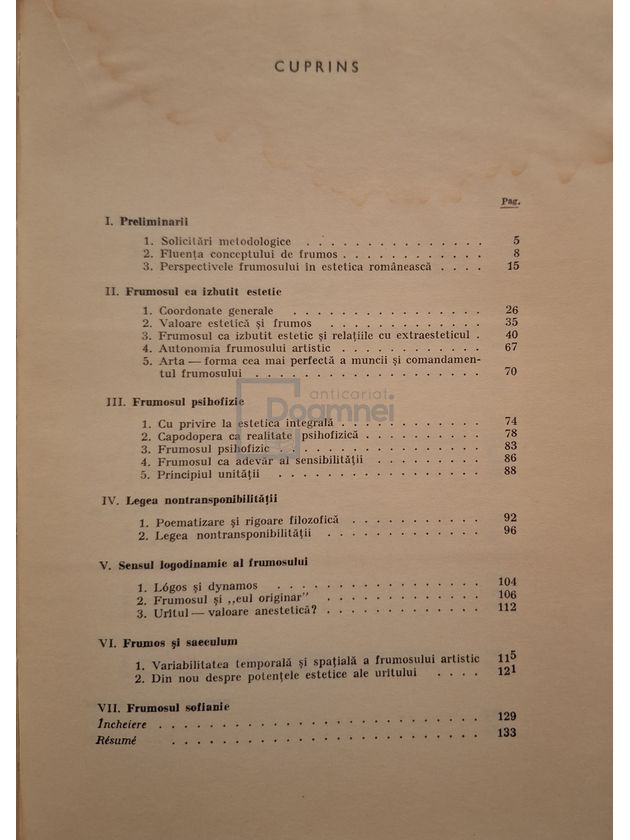 CUPRINS
Pag.
I. Preliminarii
1. Solicitări metodologice . . . . . . . . . . . . . . 5
2. Fluența conceptului de frumos . . . . . . . . . . . 8
3. Perspectivele frumosului în estetica românească . . . . 15
II. Frumosul ca izbutit estetic
1. Coordonate generale . . . . . . . . . . . . . . 26
2. Valoare estetică și frumos . . . . . . . . . . . . 35
3. Frumosul ca izbutit estetic și relațiile cu extraesteticul . 40
4. Autonomia frumosului artistic . . . . . . . . . . . 67
5. Arta — forma cea mai perfectă a muncii și comandamen-
tul frumosului . . . . . . . . . . . . . . . . . 70
anticariat
Doamnei
III. Frumosul psihofizic
1. Cu privire la estetica integrală . . . . . . . . . . . 74
2. Capodopera ca realitate psihofizică . . . . . . . . . 78
3. Frumosul psihofizic . . . . . . . . . . . . . . . 83
4. Frumosul ca adevăr al sensibilității . . . . . . . . . 86
5. Principiul unității . . . . . . . . . . . . . . . . 88
IV. Legea nontransponibilității
1. Poematizare și rigoare filozofică . . . . . . . . . . 92
2. Legea nontransponibilității . . . . . . . . . . . . 96
V. Sensul logodinamic al frumosului
1. Lógos și dynamos . . . . . . . . . . . . . . . 104
2. Frumosul și „eul originar” . . . . . . . . . . . . 106
3. Urîtul — valoare anestetică? . . . . . . . . . . . . 112
VI. Frumos și saeculum
1. Variabilitatea temporală și spațială a frumosului artistic 115
2. Din nou despre potențele estetice ale urîtului . . . . 121
VII. Frumosul sofianic
Încheiere . . . . . . . . . . . . . . . . . . . . . . 129
Résumé . . . . . . . . . . . . . . . . . . . . . . 133